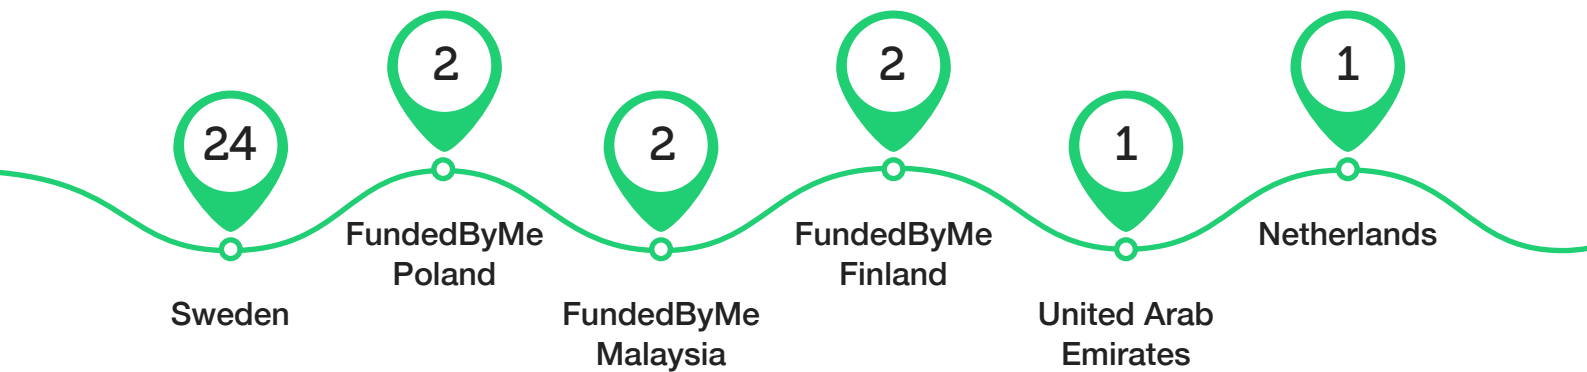 24
Sweden
2
FundedByMe
Poland
2
FundedByMe
Malaysia
2
FundedByMe
Finland
1
United Arab
Emirates
1
Netherlands